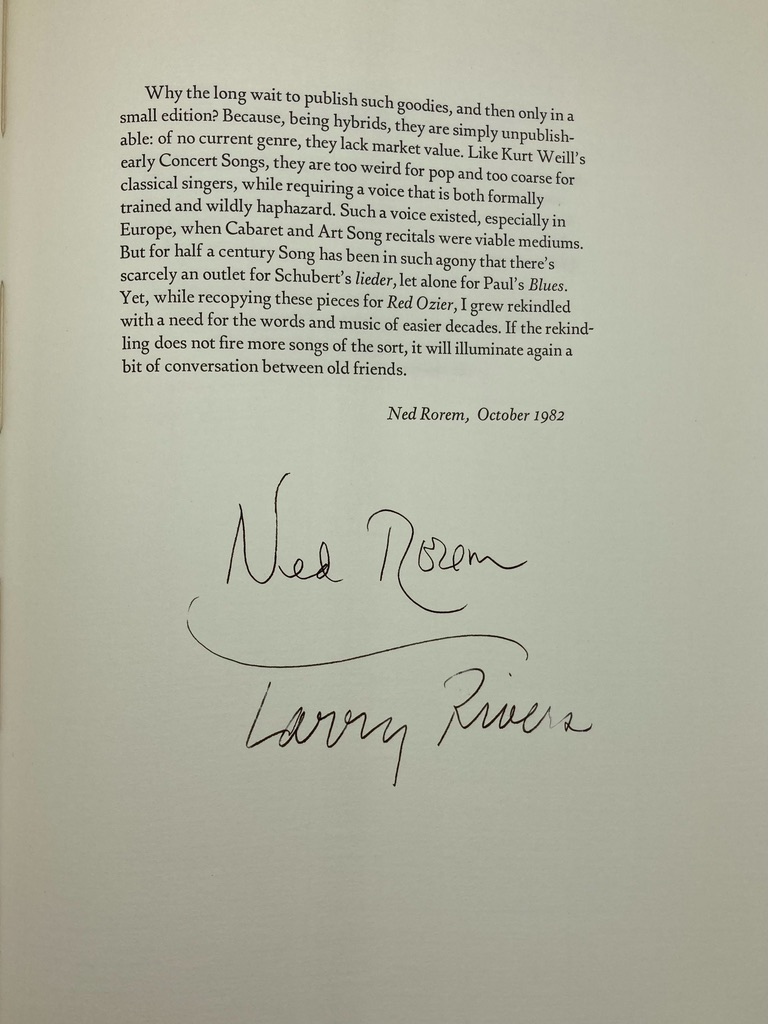 Why the long wait to publish such goodies, and then only in a
small edition? Because, being hybrids, they are simply unpublish-
able: of no current genre, they lack market value. Like Kurt Weill's
early Concert Songs, they are too weird for pop and too coarse for
classical singers, while requiring a voice that is both formally
trained and wildly haphazard. Such a voice existed, especially in
Europe, when Cabaret and Art Song recitals were viable mediums.
But for half a century Song has been in such agony that there's
scarcely an outlet for Schubert's lieder, let alone for Paul's Blues.
Yet, while recopying these pieces for Red Ozier, I grew rekindled
with a need for the words and music of easier decades. If the rekind-
ling does not fire more songs of the sort, it will illuminate again a
bit of conversation between old friends.
Ned Rorem, October 1982
Ned Rorem
Larry Rivers